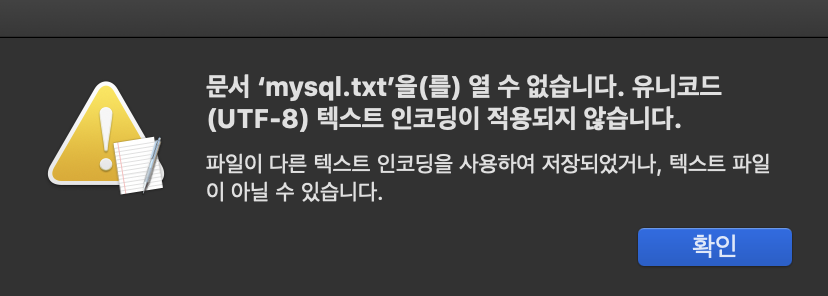 문서 ‘mysql.txt’을(를) 열 수 없습니다. 유니코드
(UTF-8) 텍스트 인코딩이 적용되지 않습니다.
파일이 다른 텍스트 인코딩을 사용하여 저장되었거나, 텍스트 파일
이 아닐 수 있습니다.
확인